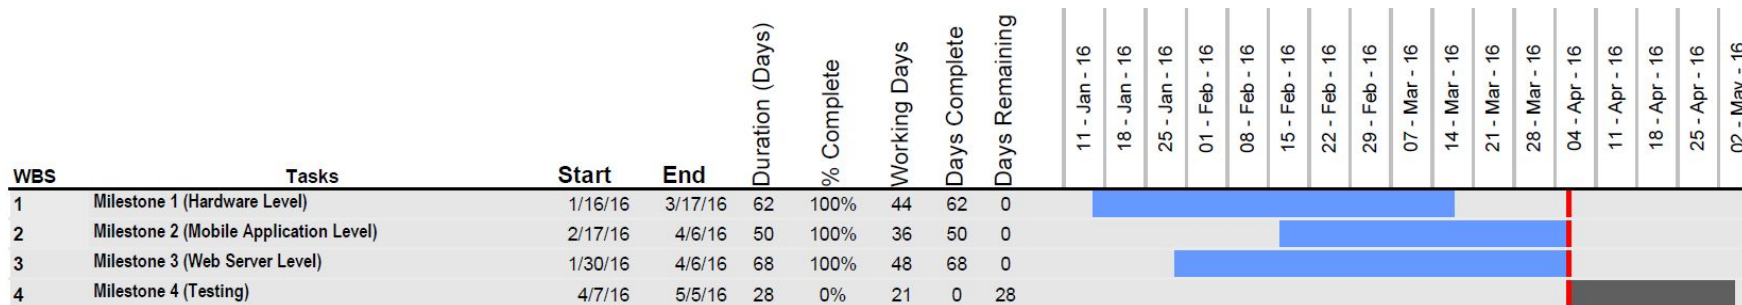 WBS Tasks Start End Duration (Days) % Complete Working Days Days Complete Days Remaining 11 - Jan - 16 18 - Jan - 16 25 - Jan - 16 01 - Feb - 16 08 - Feb - 16 15 - Feb - 16 22 - Feb - 16 29 - Feb - 16 07 - Mar - 16 14 - Mar - 16 21 - Mar - 16 28 - Mar - 16 04 - Apr - 16 11 - Apr - 16 18 - Apr - 16 25 - Apr - 16 02 - May - 16
1 Milestone 1 (Hardware Level) 1/16/16 3/17/16 62 100% 44 62 0
2 Milestone 2 (Mobile Application Level) 2/17/16 4/6/16 50 100% 36 50 0
3 Milestone 3 (Web Server Level) 1/30/16 4/6/16 68 100% 48 68 0
4 Milestone 4 (Testing) 4/7/16 5/5/16 28 0% 21 0 28